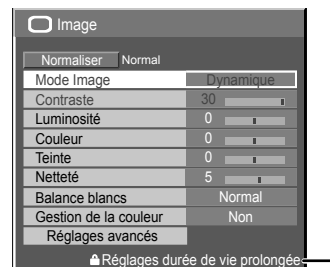 Image
Normaliser Normal
Mode Image Dynamique
Contraste 30
Luminosité 0
Couleur 0
Teinte 0
Netteté 5
Balance blancs Normal
Gestion de la couleur Non
Réglages avancés
Réglages durée de vie prolongée